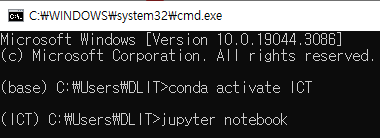 C:₩WINDOWS₩system32₩cmd.exe
Microsoft Windows [Version 10.0.19044.3086]
(c) Microsoft Corporation. All rights reserved.
(base) C:₩Users₩DLIT>conda activate ICT
(ICT) C:₩Users₩DLIT>jupyter notebook